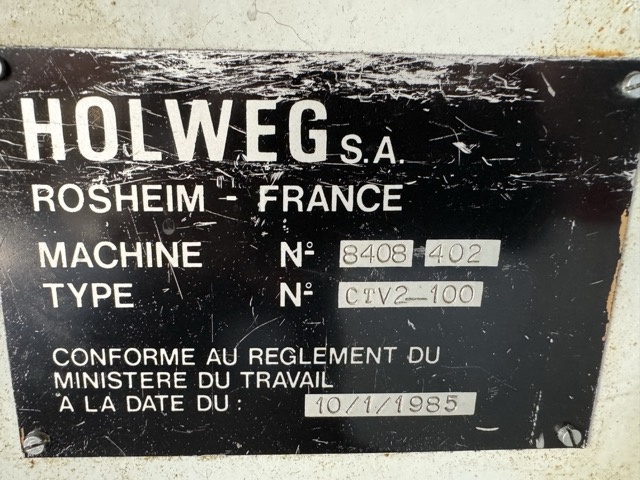 HOLWEG S.A.
ROSHEIM - FRANCE
MACHINE N° 8408-402
TYPE N° CTV2-100
CONFORME AU REGLEMENT DU
MINISTERE DU TRAVAIL
A LA DATE DU : 10/1/1985